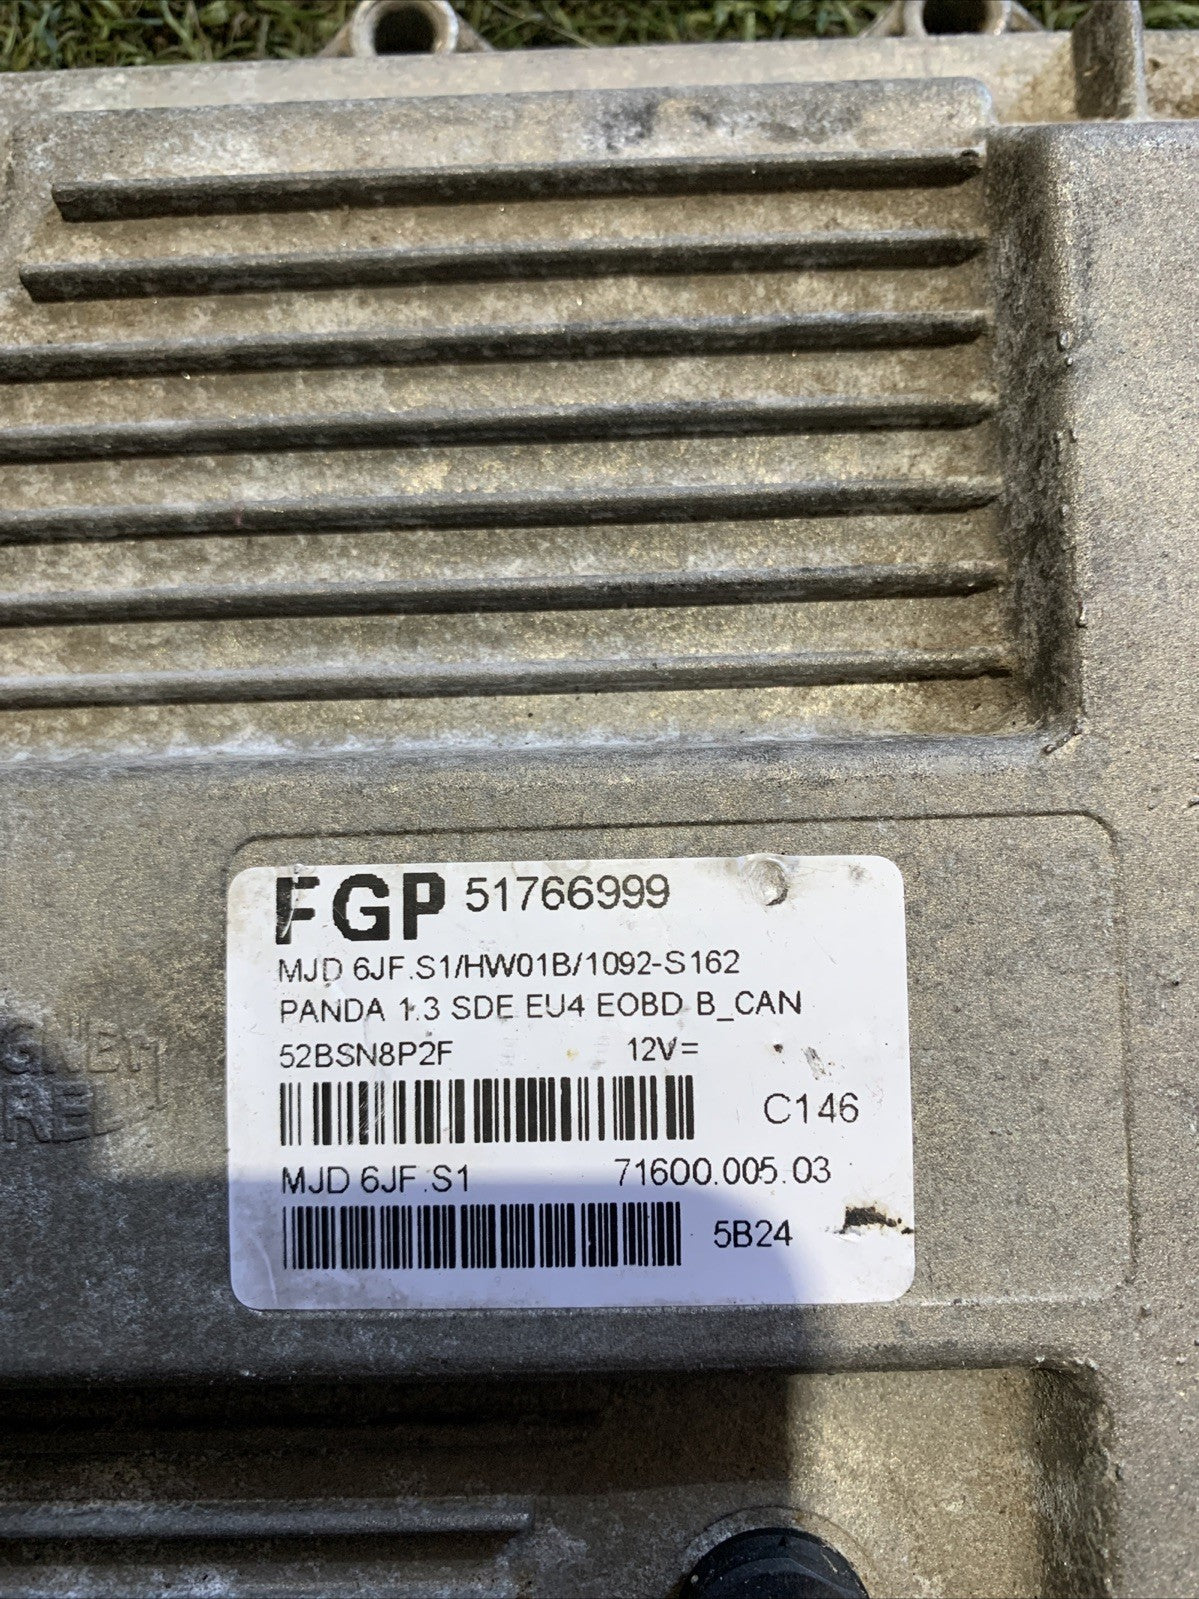 FGP 51766999
MJD 6JF.S1/HW01B/1092-S162
PANDA 1.3 SDE EU4 EOBD B_CAN
52BSN8P2F 12V=
C146
MJD 6JF.S1 71600.005.03
5B24